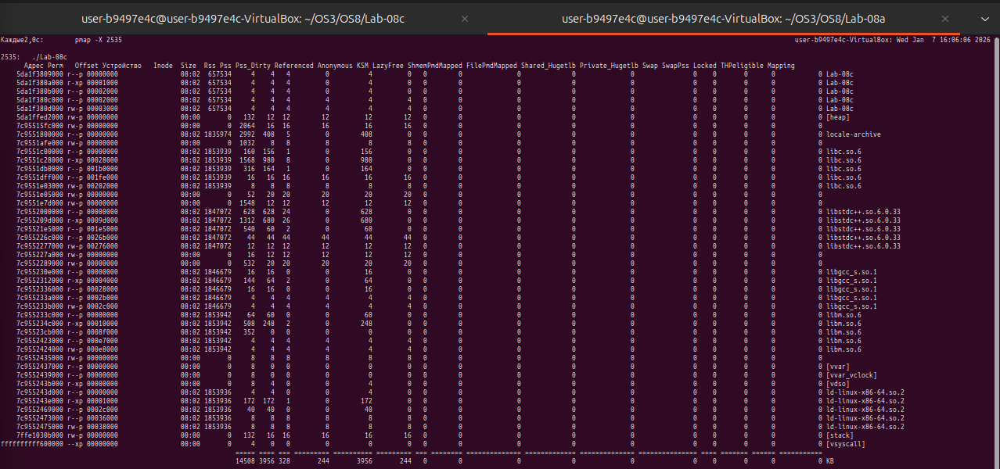 user-b9497e4c@user-b9497e4c-VirtualBox: ~/OS3/OS8/Lab-08c × user-b9497e4c@user-b9497e4c-VirtualBox: ~/OS3/OS8/Lab-08a ×
Каждые2,0с: pmap -X 2535 user-b9497e4c-VirtualBox: Wed Jan 7 16:06:06 2026
2535: ./Lab-08c
Адрес Perm Offset Устройство Inode Size Rss Pss Pss_Dirty Referenced Anonymous KSM LazyFree ShmemPmdMapped FilePmdMapped Shared_Hugetlb Private_Hugetlb Swap SwapPss Locked THPeligible Mapping
5da1f3809000 r--p 00000000 08:02 657534 4 4 4 0 4 0 0 0 0 0 0 0 0 0 0 0 Lab-08c
5da1f380a000 r-xp 00001000 08:02 657534 4 4 4 0 4 0 0 0 0 0 0 0 0 0 0 0 Lab-08c
5da1f380b000 r--p 00002000 08:02 657534 4 4 4 0 4 0 0 0 0 0 0 0 0 0 0 0 Lab-08c
5da1f380c000 r--p 00002000 08:02 657534 4 4 4 4 4 4 0 0 0 0 0 0 0 0 0 0 Lab-08c
5da1f380d000 rw-p 00003000 08:02 657534 4 4 4 4 4 4 0 0 0 0 0 0 0 0 0 0 Lab-08c
5da1ffed2000 rw-p 00000000 00:00 0 132 12 12 12 12 12 0 0 0 0 0 0 0 0 0 0 [heap]
7c95515fc000 rw-p 00000000 00:00 0 2064 16 16 16 16 16 0 0 0 0 0 0 0 0 0 0
7c9551800000 r--p 00000000 08:02 1835974 2992 408 5 0 408 0 0 0 0 0 0 0 0 0 0 0 locale-archive
7c9551afe000 rw-p 00000000 00:00 0 1032 8 8 8 8 8 0 0 0 0 0 0 0 0 0 0
7c9551c00000 r--p 00000000 08:02 1853939 160 156 1 0 156 0 0 0 0 0 0 0 0 0 0 0 libc.so.6
7c9551c28000 r-xp 00028000 08:02 1853939 1568 980 8 0 980 0 0 0 0 0 0 0 0 0 0 0 libc.so.6
7c9551db0000 r--p 001b0000 08:02 1853939 316 164 1 0 164 0 0 0 0 0 0 0 0 0 0 0 libc.so.6
7c9551dff000 r--p 001fe000 08:02 1853939 16 16 16 16 16 16 0 0 0 0 0 0 0 0 0 0 libc.so.6
7c9551e03000 rw-p 00202000 08:02 1853939 8 8 8 8 8 8 0 0 0 0 0 0 0 0 0 0 libc.so.6
7c9551e05000 rw-p 00000000 00:00 0 52 20 20 20 20 20 0 0 0 0 0 0 0 0 0 0
7c9551e7d000 rw-p 00000000 00:00 0 1548 12 12 12 12 12 0 0 0 0 0 0 0 0 0 0
7c9552000000 r--p 00000000 08:02 1847072 628 628 24 0 628 0 0 0 0 0 0 0 0 0 0 0 libstdc++.so.6.0.33
7c955209d000 r-xp 0009d000 08:02 1847072 1312 680 26 0 680 0 0 0 0 0 0 0 0 0 0 0 libstdc++.so.6.0.33
7c95521e5000 r--p 001e5000 08:02 1847072 540 60 2 0 60 0 0 0 0 0 0 0 0 0 0 0 libstdc++.so.6.0.33
7c955226c000 r--p 0026b000 08:02 1847072 44 44 44 44 44 44 0 0 0 0 0 0 0 0 0 0 libstdc++.so.6.0.33
7c9552277000 rw-p 00276000 08:02 1847072 12 12 12 12 12 12 0 0 0 0 0 0 0 0 0 0 libstdc++.so.6.0.33
7c955227a000 rw-p 00000000 00:00 0 16 12 12 12 12 12 0 0 0 0 0 0 0 0 0 0
7c9552289000 rw-p 00000000 00:00 0 532 20 20 20 20 20 0 0 0 0 0 0 0 0 0 0
7c955230e000 r--p 00000000 08:02 1846679 16 16 0 0 16 0 0 0 0 0 0 0 0 0 0 0 libgcc_s.so.1
7c9552312000 r-xp 00004000 08:02 1846679 144 64 2 0 64 0 0 0 0 0 0 0 0 0 0 0 libgcc_s.so.1
7c9552336000 r--p 00028000 08:02 1846679 16 16 0 0 16 0 0 0 0 0 0 0 0 0 0 0 libgcc_s.so.1
7c955233a000 r--p 0002b000 08:02 1846679 4 4 4 4 4 4 0 0 0 0 0 0 0 0 0 0 libgcc_s.so.1
7c955233b000 rw-p 0002c000 08:02 1846679 4 4 4 4 4 4 0 0 0 0 0 0 0 0 0 0 libgcc_s.so.1
7c955233c000 r--p 00000000 08:02 1853942 64 60 0 0 60 0 0 0 0 0 0 0 0 0 0 0 libm.so.6
7c955234c000 r-xp 00010000 08:02 1853942 508 248 2 0 248 0 0 0 0 0 0 0 0 0 0 0 libm.so.6
7c95523cb000 r--p 0008f000 08:02 1853942 352 0 0 0 0 0 0 0 0 0 0 0 0 0 0 0 libm.so.6
7c9552423000 r--p 000e7000 08:02 1853942 4 4 4 4 4 4 0 0 0 0 0 0 0 0 0 0 libm.so.6
7c9552424000 rw-p 000e8000 08:02 1853942 4 4 4 4 4 4 0 0 0 0 0 0 0 0 0 0 libm.so.6
7c9552435000 rw-p 00000000 00:00 0 8 8 8 8 8 8 0 0 0 0 0 0 0 0 0 0
7c9552437000 r--p 00000000 00:00 0 8 0 0 0 0 0 0 0 0 0 0 0 0 0 0 0 [vvar]
7c9552439000 r--p 00000000 00:00 0 8 0 0 0 0 0 0 0 0 0 0 0 0 0 0 0 [vvar_vclock]
7c955243b000 r-xp 00000000 00:00 0 8 4 0 0 4 0 0 0 0 0 0 0 0 0 0 0 [vdso]
7c955243d000 r--p 00000000 08:02 1853936 4 4 0 0 4 0 0 0 0 0 0 0 0 0 0 0 ld-linux-x86-64.so.2
7c955243e000 r-xp 00001000 08:02 1853936 172 172 1 0 172 0 0 0 0 0 0 0 0 0 0 0 ld-linux-x86-64.so.2
7c9552469000 r--p 0002c000 08:02 1853936 40 40 0 0 40 0 0 0 0 0 0 0 0 0 0 0 ld-linux-x86-64.so.2
7c9552473000 r--p 00036000 08:02 1853936 8 8 8 8 8 8 0 0 0 0 0 0 0 0 0 0 ld-linux-x86-64.so.2
7c9552475000 rw-p 00038000 08:02 1853936 8 8 8 8 8 8 0 0 0 0 0 0 0 0 0 0 ld-linux-x86-64.so.2
7ffe1030b000 rw-p 00000000 00:00 0 132 16 16 16 16 16 0 0 0 0 0 0 0 0 0 0 [stack]
ffffffffff600000 --xp 00000000 00:00 0 4 0 0 0 0 0 0 0 0 0 0 0 0 0 0 0 [vsyscall]
===== ==== === ========= ========== ========= === ======== ============== ============= ============== =============== ==== ======= ====== ===========
14508 3956 328 244 3956 244 0 0 0 0 0 0 0 0 0 0 KB